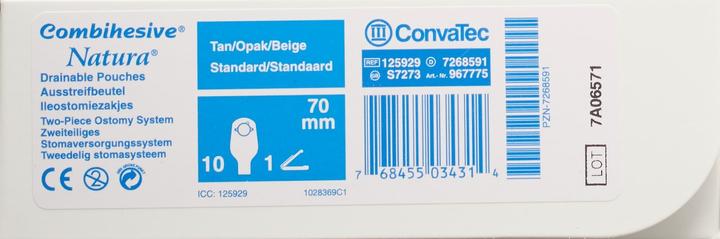 Combihesive®
Natura®
Drainable Pouches
Ausstreifbeutel
Ileostomiezakjes
Two-Piece Ostomy System
Zweiteiliges
Stomaversorgungssystem
Tweedelig stomasysteem
CE
Tan/Opak/Beige
Standard/Standaard
70
mm
10 1
ICC: 125929
1028369C1
ConvaTec
REF 125929 D 7268591
GB S7273 Art.-Nr. 967775
7 68455 03431 4
PZN-7268591
LOT 7A06571